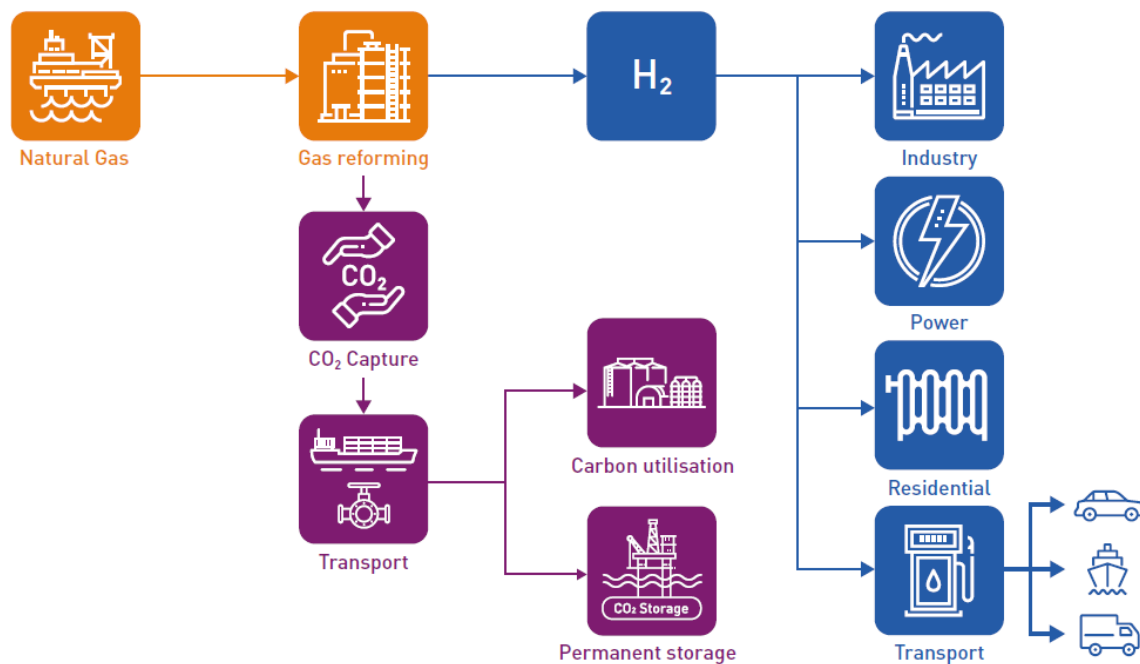 H₂
Natural Gas
Gas reforming
Industry
CO₂
Power
CO₂ Capture
Carbon utilisation
Residential
Transport
CO₂ Storage
Permanent storage
Transport